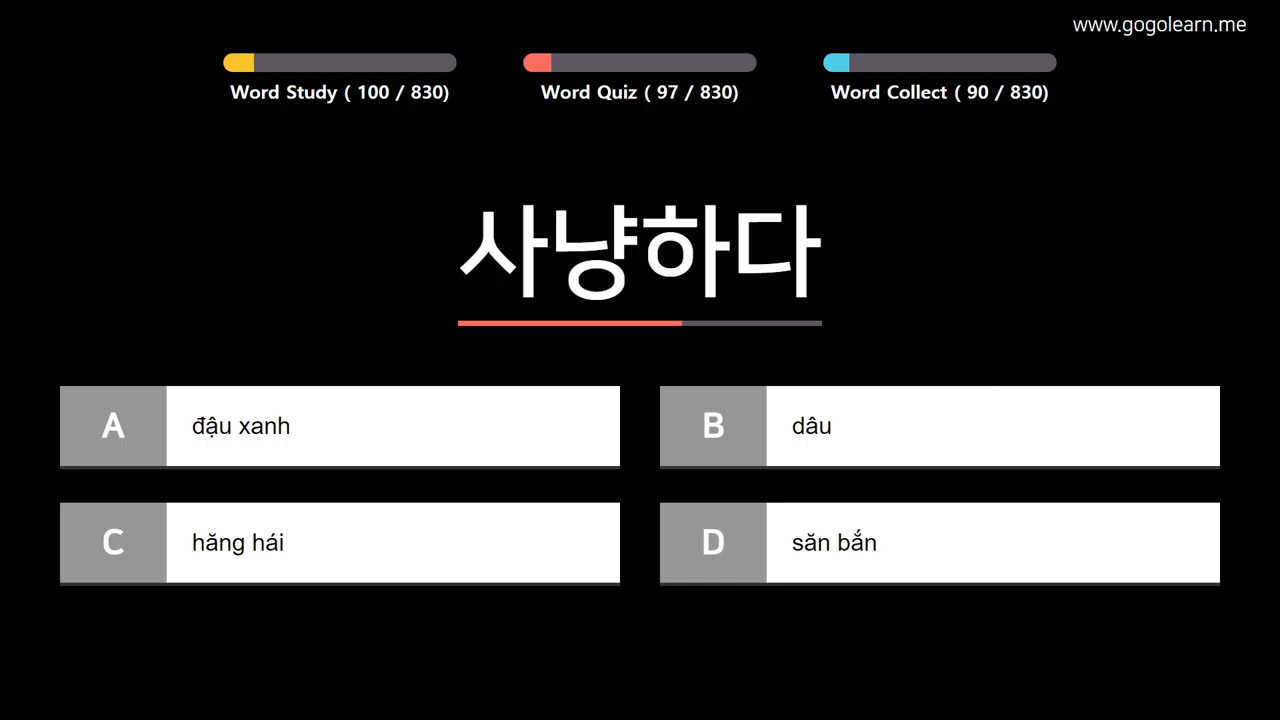 www.gogolearn.me
Word Study ( 100 / 830)
Word Quiz ( 97 / 830)
Word Collect ( 90 / 830)
사냥하다
A đậu xanh
B dâu
C hăng hái
D săn bắn